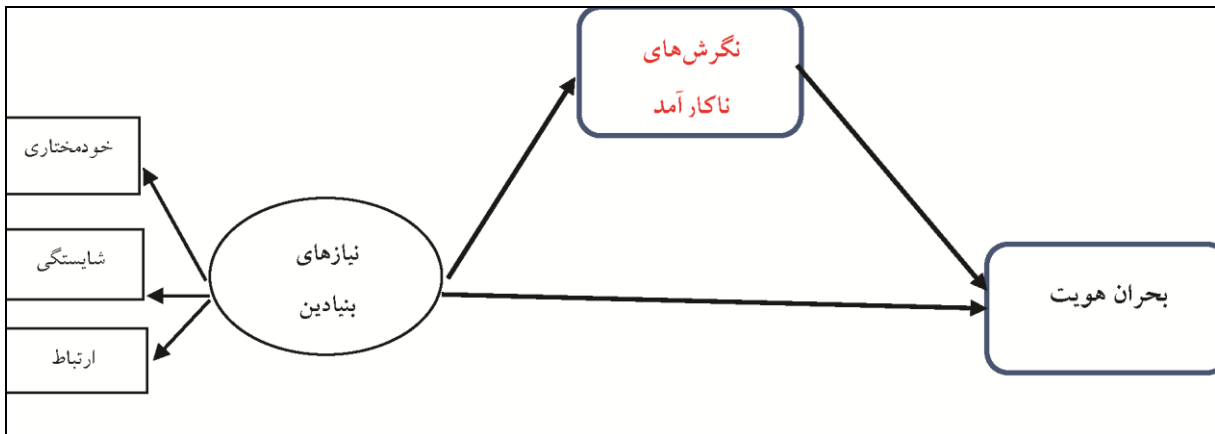 نگرش‌های
ناکارآمد
خودمختاری
نیازهای
بنیادین
شایستگی
بحران هویت
ارتباط